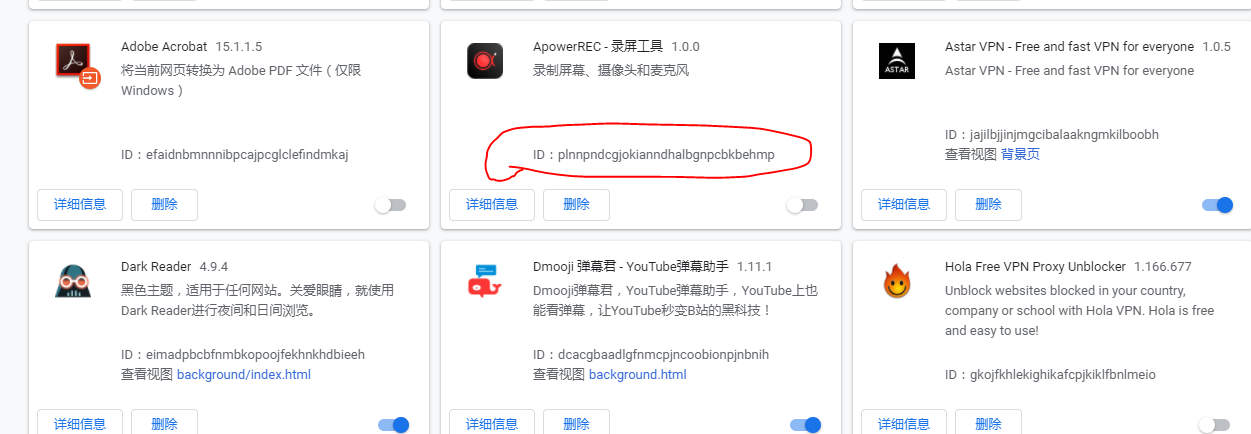 Adobe Acrobat 15.1.1.5
将当前网页转换为 Adobe PDF 文件（仅限
Windows）
ID：efaidnbmnnnibpcajpcglclefindmkaj
详细信息 删除
ApowerREC - 录屏工具 1.0.0
录制屏幕、摄像头和麦克风
ID：plnnpndcgjokianndhalbgnpcbkbehmp
详细信息 删除
ASTAR
Astar VPN - Free and fast VPN for everyone 1.0.5
Astar VPN - Free and fast VPN for everyone
ID：jajilbjjinjmgcibalaakngmkilboobh
查看视图 背景页
详细信息 删除
Dark Reader 4.9.4
黑色主题，适用于任何网站。关爱眼睛，就使用
Dark Reader进行夜间和日间浏览。
ID：eimadpbcbfnmbkopoojfekhnkhdbieeh
查看视图 background/index.html
详细信息 删除
Dmooji 弹幕君 - YouTube弹幕助手 1.11.1
Dmooji弹幕君，YouTube弹幕助手，YouTube上也
能看弹幕，让YouTube秒变B站的黑科技！
ID：dcacgbaadlgfnmcpjncoobionpjnbnih
查看视图 background.html
详细信息 删除
Hola Free VPN Proxy Unblocker 1.166.677
Unblock websites blocked in your country,
company or school with Hola VPN. Hola is free
and easy to use!
ID：gkojfkhlekighikafcpjkiklfbnlmeio
详细信息 删除